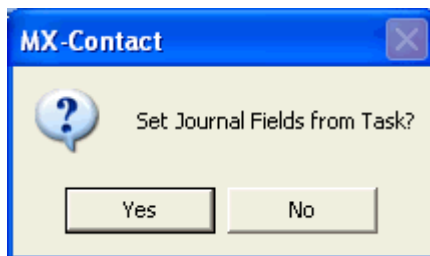 MX-Contact
Set Journal Fields from Task?
Yes No